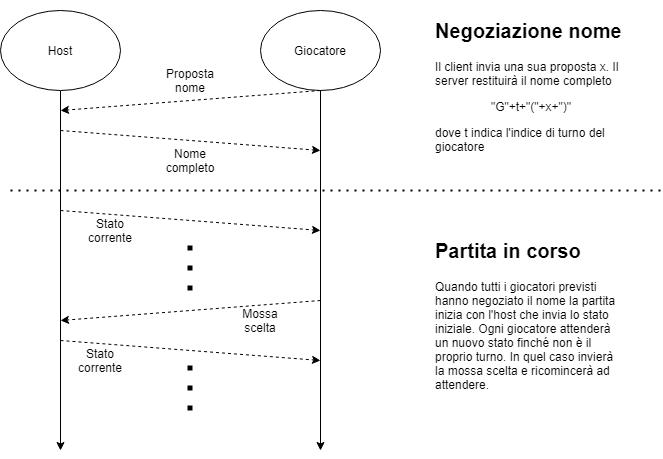 Host
Giocatore
Proposta
nome
Nome
completo
Negoziazione nome
Il client invia una sua proposta x. Il
server restituirà il nome completo
"G"+t+"("+x+")"
dove t indica l'indice di turno del
giocatore
Stato
corrente
Mossa
scelta
Stato
corrente
Partita in corso
Quando tutti i giocatori previsti
hanno negoziato il nome la partita
inizia con l'host che invia lo stato
iniziale. Ogni giocatore attenderà
un nuovo stato finchè non è il
proprio turno. In quel caso invierà
la mossa scelta e ricomincerà ad
attendere.